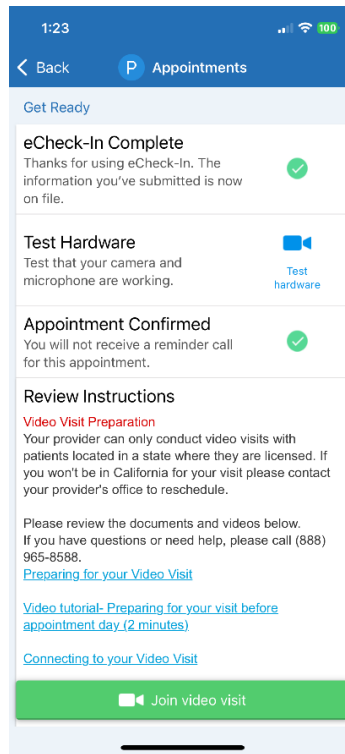 1:23
100
Back
P Appointments
Get Ready
eCheck-In Complete
Thanks for using eCheck-In. The
information you've submitted is now
on file.
Test Hardware
Test that your camera and
microphone are working.
Test
hardware
Appointment Confirmed
You will not receive a reminder call
for this appointment.
Review Instructions
Video Visit Preparation
Your provider can only conduct video visits with
patients located in a state where they are licensed. If
you won't be in California for your visit please contact
your provider's office to reschedule.
Please review the documents and videos below.
If you have questions or need help, please call (888)
965-8588.
Preparing for your Video Visit
Video tutorial- Preparing for your visit before
appointment day (2 minutes)
Connecting to your Video Visit
Join video visit